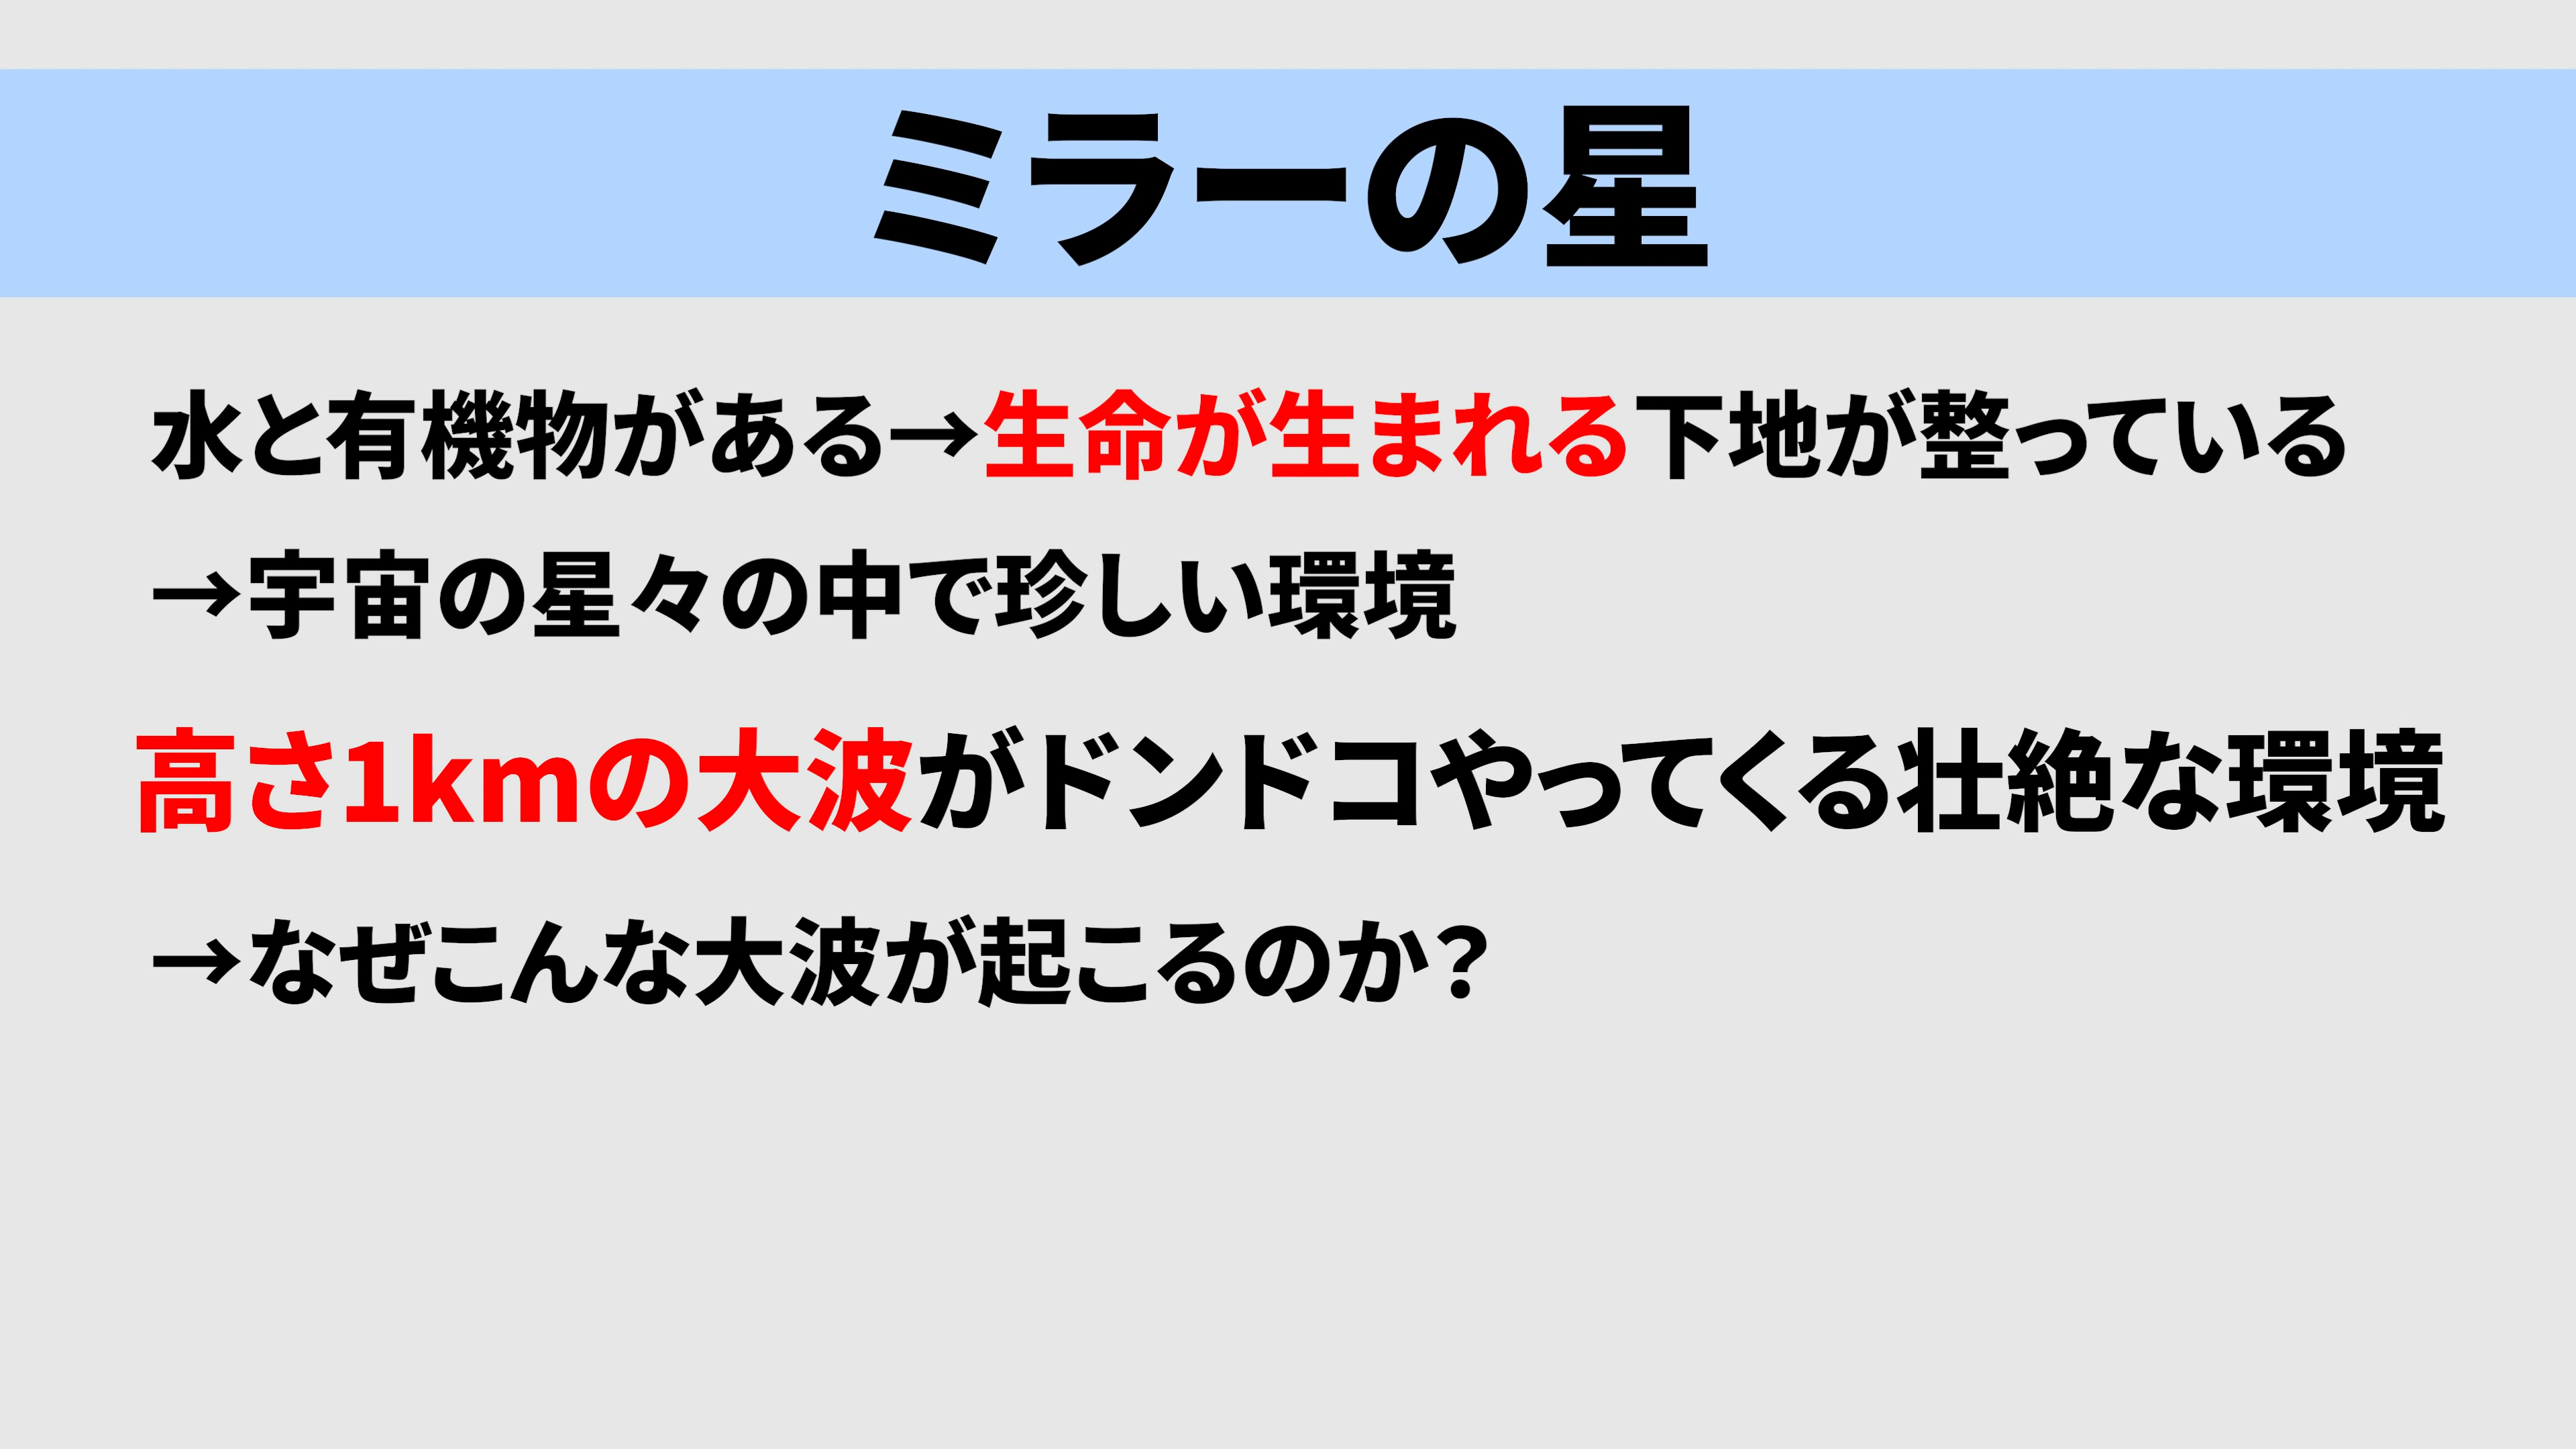 ミラーの星
水と有機物がある→生命が生まれる下地が整っている
→宇宙の星々の中で珍しい環境
高さ1kmの大波がドンドコやってくる壮絶な環境
→なぜこんな大波が起こるのか？